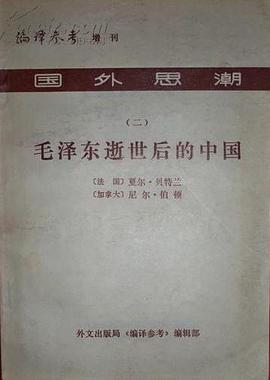 编译参考增刊
国外思潮
(二)
毛泽东逝世后的中国
〔法 国〕夏尔·贝特兰
〔加拿大〕尼尔·伯顿
外文出版局《编译参考》编辑部